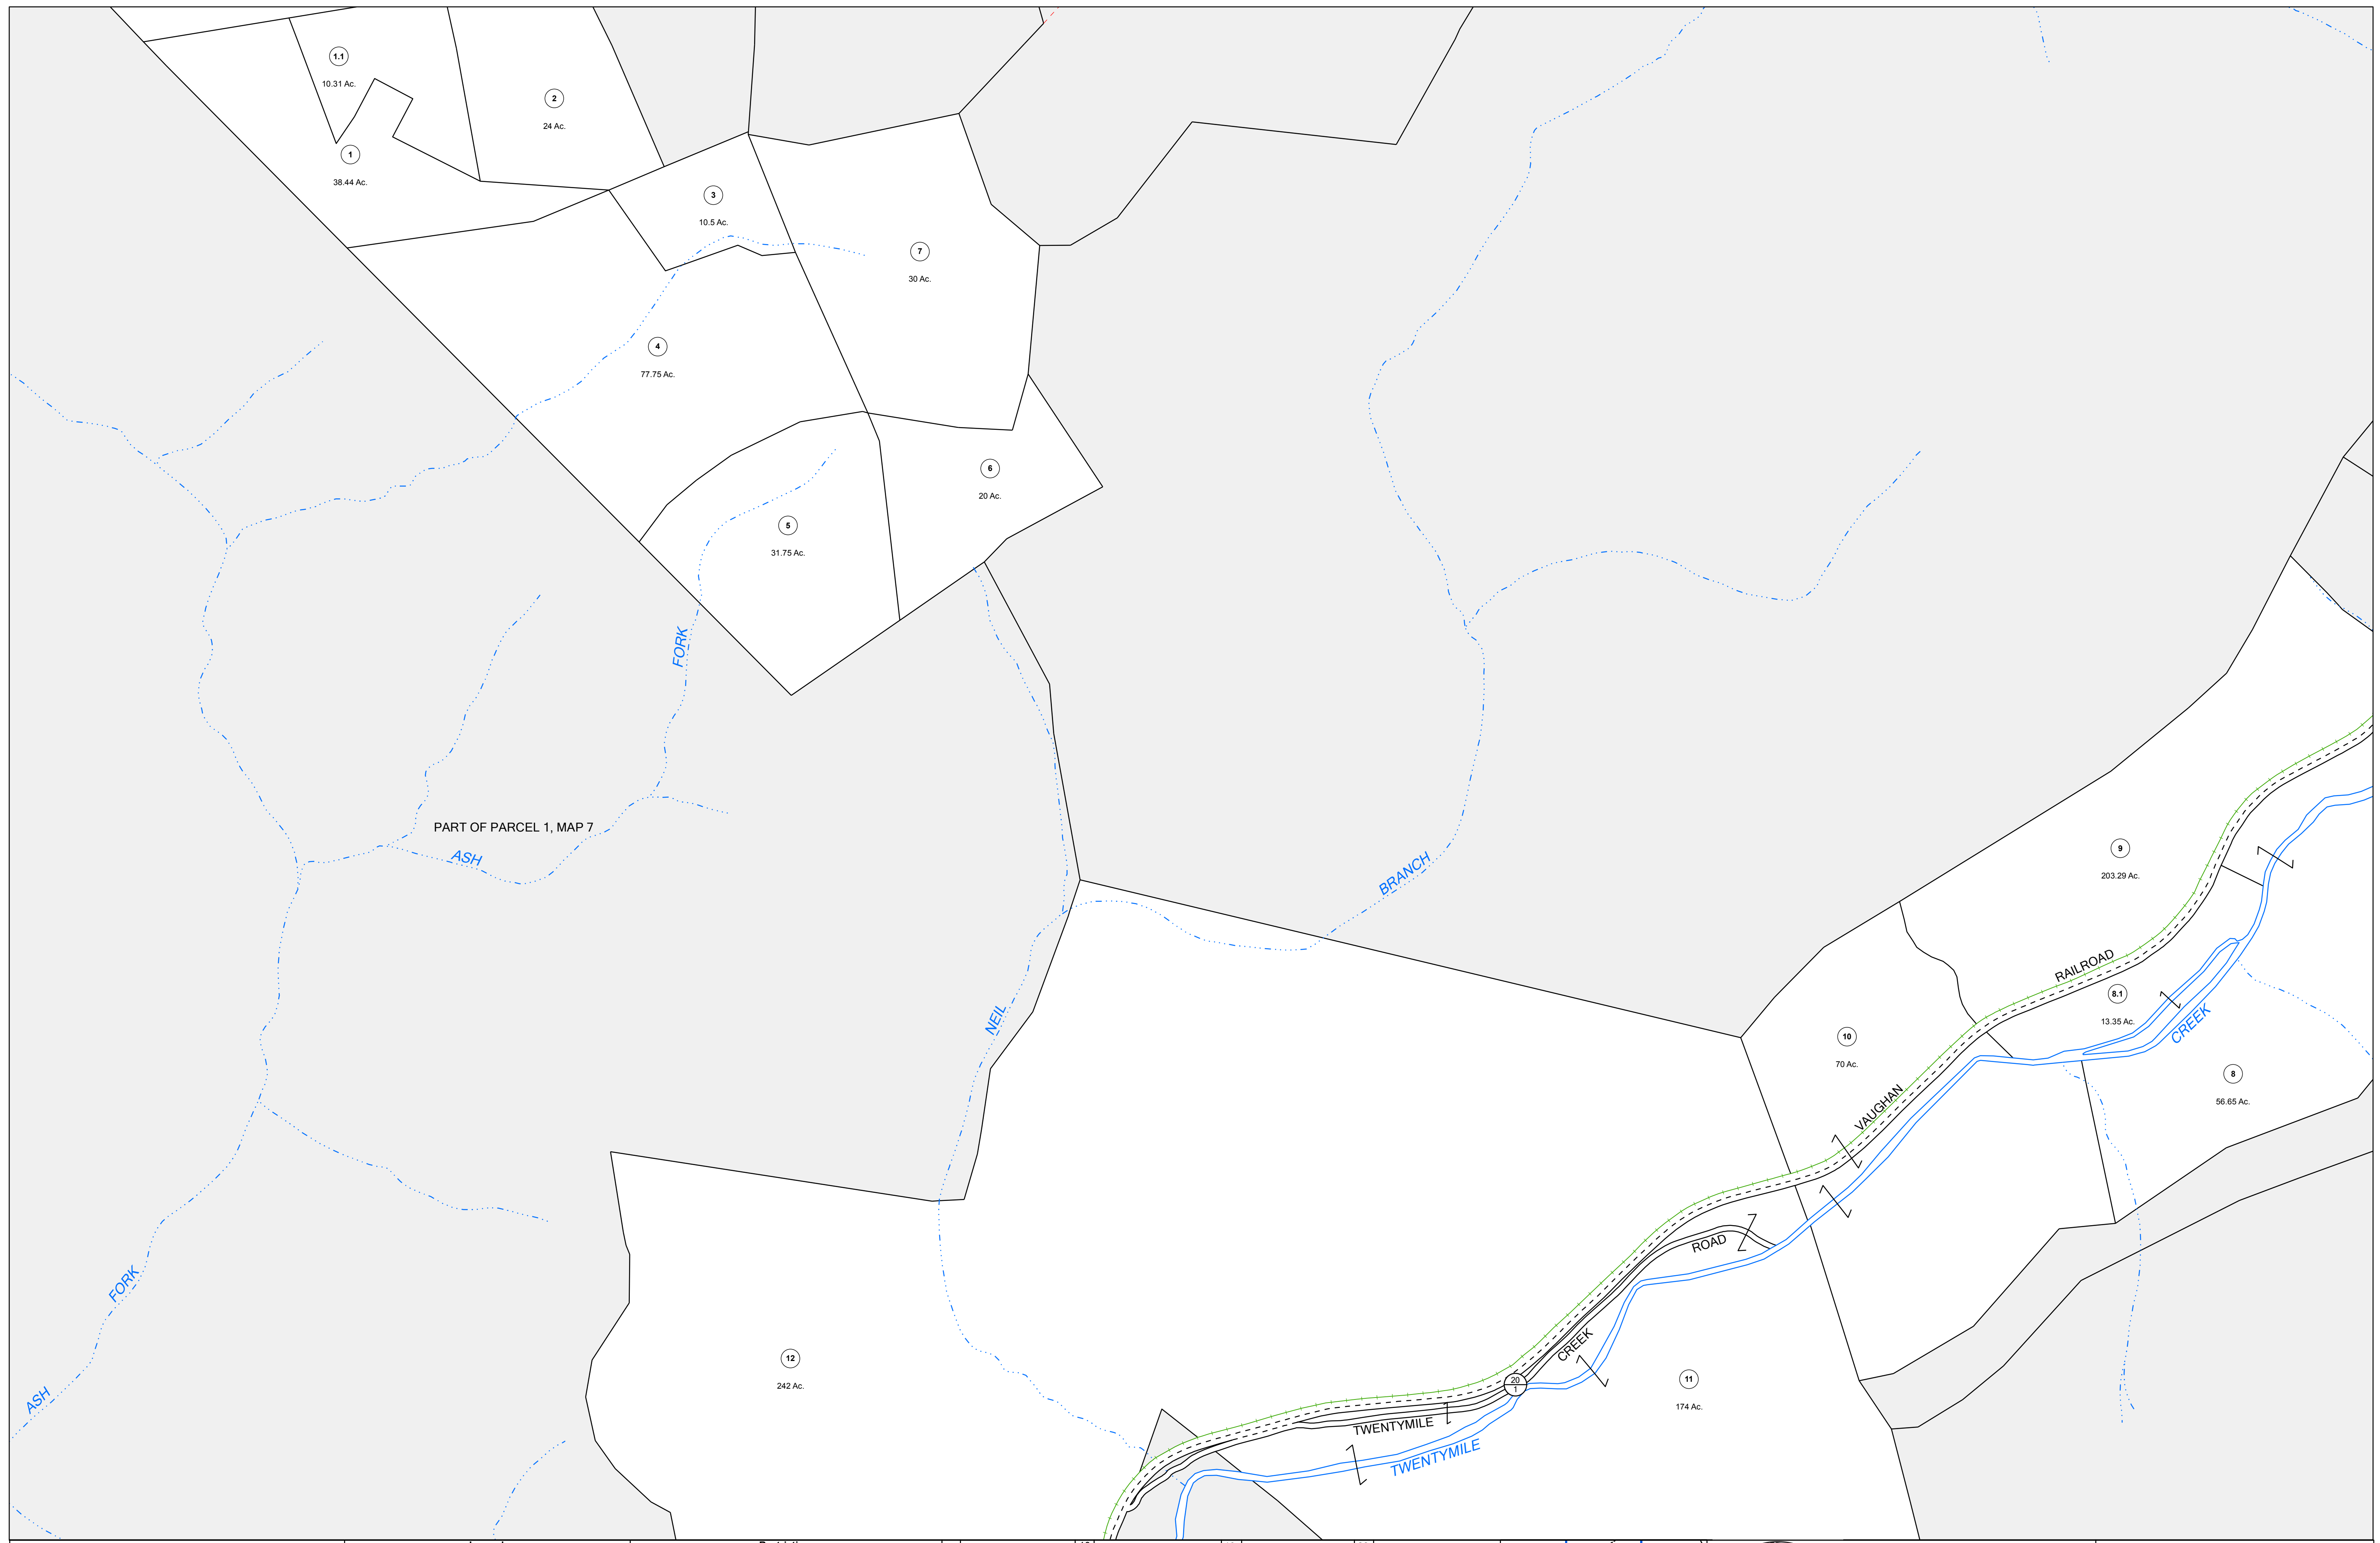 1.1
10.31 Ac.
2
24 Ac.
1
38.44 Ac.
3
10.5 Ac.
7
30 Ac.
4
77.75 Ac.
6
20 Ac.
5
31.75 Ac.
FORK
PART OF PARCEL 1, MAP 7
ASH
BRANCH
9
203.29 Ac.
RAILROAD
8.1
13.35 Ac.
NEIL
CREEK
10
70 Ac.
8
56.65 Ac.
VAUGHAN
ROAD
FORK
CREEK
12
242 Ac.
20
1
11
174 Ac.
ASH
TWENTYMILE
TWENTYMILE